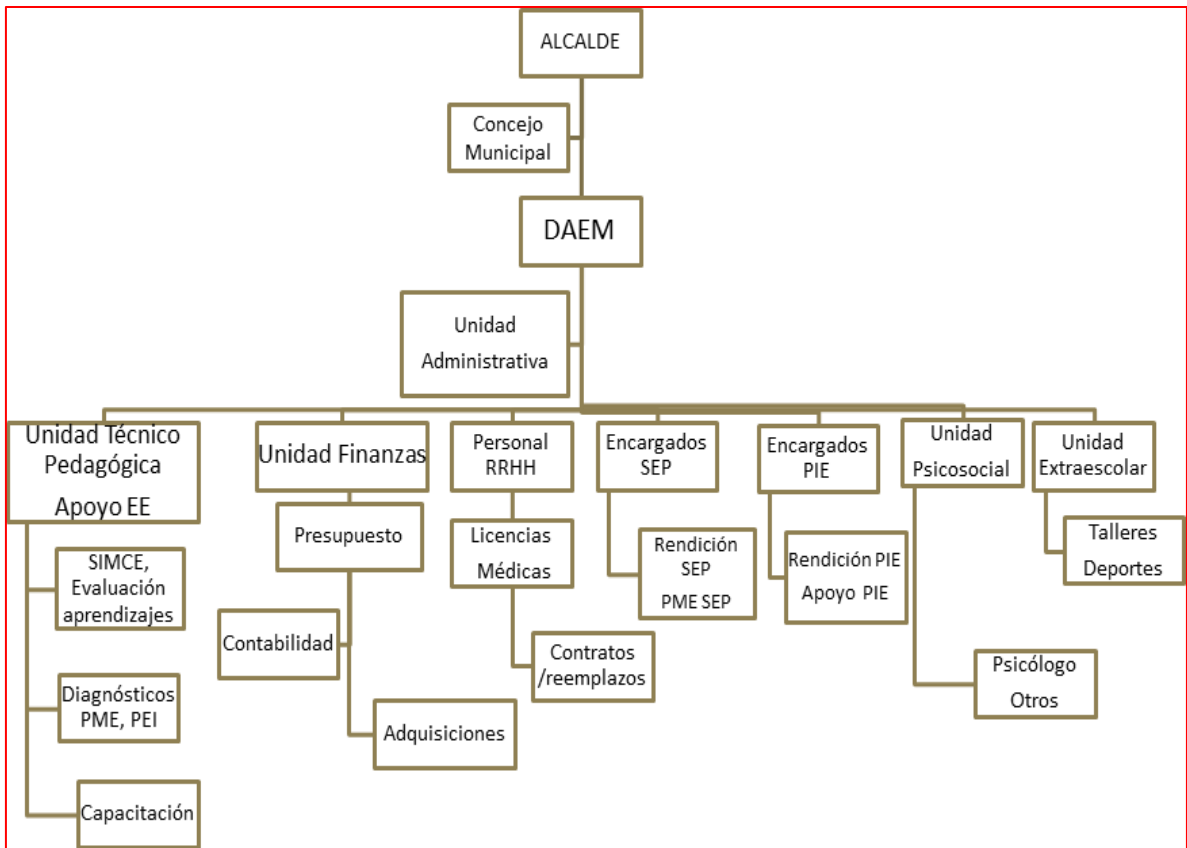 ALCALDE
Concejo
Municipal
DAEM
Unidad
Administrativa
Unidad Técnico
Pedagógica
Apoyo EE
Unidad Finanzas
Personal
RRHH
Encargados
SEP
Encargados
PIE
Unidad
Psicosocial
Unidad
Extraescolar
SIMCE,
Evaluación
aprendizajes
Diagnósticos
PME, PEI
Capacitación
Presupuesto
Contabilidad
Adquisiciones
Licencias
Médicas
Contratos
/reemplazos
Rendición
SEP
PME SEP
Rendición PIE
Apoyo PIE
Psicólogo
Otros
Talleres
Deportes